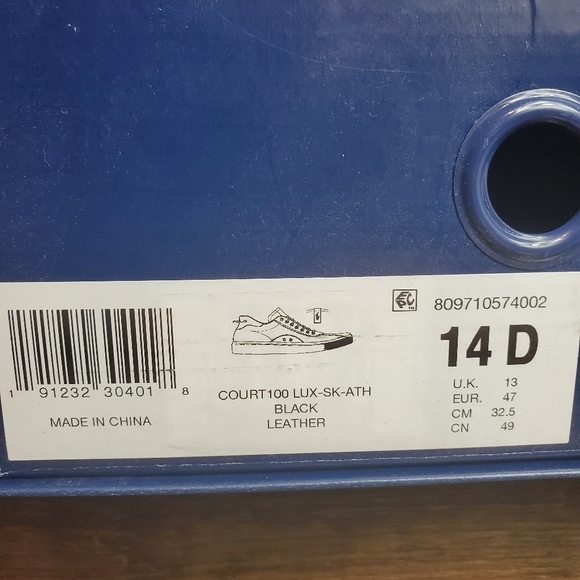 1 91232 30401 8
MADE IN CHINA
COURT100 LUX-SK-ATH
BLACK
LEATHER
809710574002
14 D
U.K. 13
EUR. 47
CM 32.5
CN 49